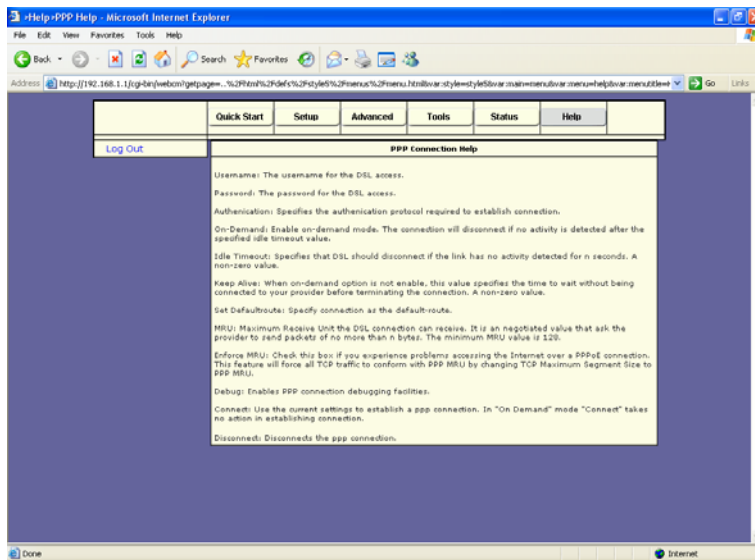 >Help>PPP Help - Microsoft Internet Explorer
File Edit View Favorites Tools Help
Back Search Favorites
Address http://192.168.1.1/cgi-bin/webcm?getpage=..%2Fhtml%2Fdefs%2Fstyle5%2Fmenus%2Fmenu.html&var:style=style5&var:main=menu&var:menu=help&var:menutitle= Go Links
Quick Start Setup Advanced Tools Status Help
Log Out
PPP Connection Help
Username: The username for the DSL access.
Password: The password for the DSL access.
Authenication: Specifies the authentication protocol required to establish connection.
On-Demand: Enable on-demand mode. The connection will disconnect if no activity is detected after the
specified idle timeout value.
Idle Timeout: Specifies that DSL should disconnect if the link has no activity detected for n seconds. A
non-zero value.
Keep Alive: When on-demand option is not enable, this value specifies the time to wait without being
connected to your provider before terminating the connection. A non-zero value.
Set Defaultroute: Specify connection as the default-route.
MRU: Maximum Receive Unit the DSL connection can receive. It is an negotiated value that ask the
provider to send packets of no more than n bytes. The minimum MRU value is 128.
Enforce MRU: Check this box if you experience problems accessing the Internet over a PPPoE connection.
This feature will force all TCP traffic to conform with PPP MRU by changing TCP Maximum Segment Size to
PPP MRU.
Debug: Enables PPP connection debugging facilities.
Connect: Use the current settings to establish a ppp connection. In "On Demand" mode "Connect" takes
no action in establishing connection.
Disconnect: Disconnects the ppp connection.
Done Internet